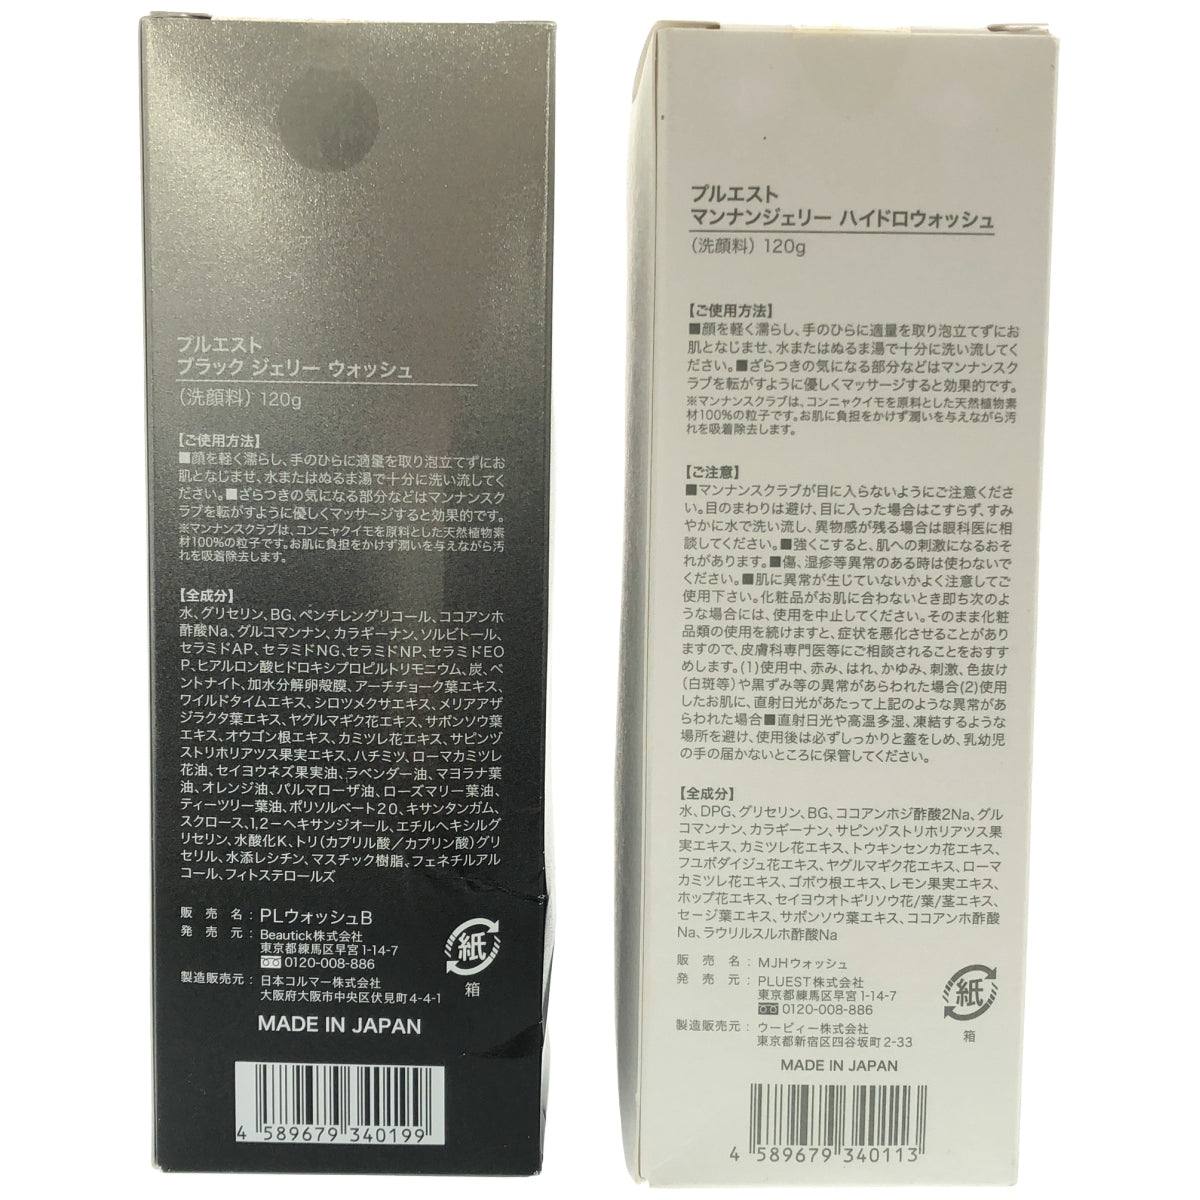 プルエスト
ブラック ジェリー ウォッシュ
（洗顔料）120g
【ご使用方法】
■顔を軽く濡らし、手のひらに適量を取り泡立てずにお
肌となじませ、水またはぬるま湯で十分に洗い流してく
ださい。■ざらつきの気になる部分などはマンナンスク
ラブを転がすように優しくマッサージすると効果的です。
※マンナンスクラブは、コンニャクイモを原料とした天然植物素
材100%の粒子です。お肌に負担をかけず潤いを与えながら汚
れを吸着除去します。
【全成分】
水、グリセリン、BG、ペンチレングリコール、ココアンホ
酢酸Na、グルコマンナン、カラギーナン、ソルビトール、
セラミドAP、セラミドNG、セラミドNP、セラミドEO
P、ヒアルロン酸ヒドロキシプロピルトリモニウム、炭、ベ
ントナイト、加水分解卵殻膜、アーチチョーク葉エキス、
ワイルドタイムエキス、シロツメクサエキス、メリアアザ
ジラクタ葉エキス、ヤグルマギク花エキス、サボンソウ葉
エキス、オウゴン根エキス、カミツレ花エキス、サピンヅ
ストリホリアツス果実エキス、ハチミツ、ローマカミツレ
花油、セイヨウネズ果実油、ラベンダー油、マヨラナ葉
油、オレンジ油、パルマローザ油、ローズマリー葉油、
ティーツリー葉油、ポリソルベート20、キサンタンガム、
スクロース、1,2-ヘキサンジオール、エチルヘキシルグ
リセリン、水酸化K、トリ（カプリル酸／カプリン酸）グリ
セリル、水添レシチン、マスチック樹脂、フェネチルアル
コール、フィトステロールズ
販売名：PLウォッシュB
発売元：Beautick株式会社
東京都練馬区早宮1-14-7
0120-008-886
製造販売元：日本コルマー株式会社
大阪府大阪市中央区伏見町4-4-1
紙
箱
MADE IN JAPAN
4 589679 340199
プルエスト
マンナンジェリー ハイドロウォッシュ
（洗顔料）120g
【ご使用方法】
■顔を軽く濡らし、手のひらに適量を取り泡立てずにお
肌となじませ、水またはぬるま湯で十分に洗い流してく
ださい。■ざらつきの気になる部分などはマンナンスク
ラブを転がすように優しくマッサージすると効果的です。
※マンナンスクラブは、コンニャクイモを原料とした天然植物素
材100%の粒子です。お肌に負担をかけず潤いを与えながら汚
れを吸着除去します。
【ご注意】
■マンナンスクラブが目に入らないようにご注意くださ
い。目のまわりは避け、目に入った場合はこすらず、すみ
やかに水で洗い流し、異物感が残る場合は眼科医に相
談してください。■強くこすると、肌への刺激になるおそ
れがあります。■傷、湿疹等異常のある時は使わないで
ください。■肌に異常が生じていないかよく注意してご
使用下さい。化粧品がお肌に合わないとき即ち次のよ
うな場合には、使用を中止してください。そのまま化粧
品類の使用を続けますと、症状を悪化させることがあり
ますので、皮膚科専門医等にご相談されることをおすす
めします。(1)使用中、赤み、はれ、かゆみ、刺激、色抜け
（白斑等）や黒ずみ等の異常があらわれた場合(2)使用
したお肌に、直射日光があたって上記のような異常があ
らわれた場合■直射日光や高温多湿、凍結するような
場所を避け、使用後は必ずしっかりと蓋をしめ、乳幼児
の手の届かないところに保管してください。
【全成分】
水、DPG、グリセリン、BG、ココアンホジ酢酸2Na、グル
コマンナン、カラギーナン、サピンヅストリホリアツス果
実エキス、カミツレ花エキス、トウキンセンカ花エキス、
フユボダイジュ花エキス、ヤグルマギク花エキス、ローマ
カミツレ花エキス、ゴボウ根エキス、レモン果実エキス、
ホップ花エキス、セイヨウオトギリソウ花/葉/茎エキス、
セージ葉エキス、サボンソウ葉エキス、ココアンホ酢酸
Na、ラウリルスルホ酢酸Na
販売名：MJHウォッシュ
発売元：PLUEST株式会社
東京都練馬区早宮1-14-7
0120-008-886
製造販売元：ウービィー株式会社
東京都新宿区四谷坂町2-33
紙
箱
MADE IN JAPAN
4 589679 340113